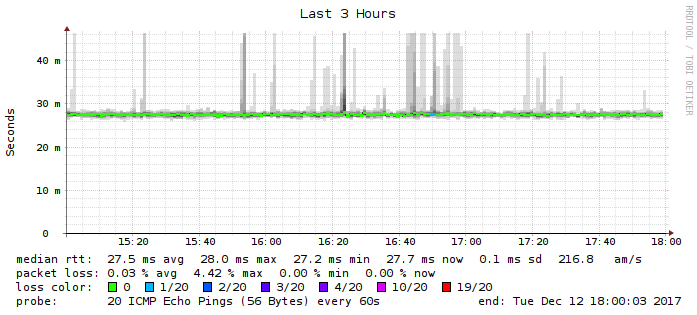 Last 3 Hours
RRDTOOL / TOBI OETIKER
Seconds
40 m
30 m
20 m
10 m
0
15:20 15:40 16:00 16:20 16:40 17:00 17:20 17:40 18:00
median rtt: 27.5 ms avg 28.0 ms max 27.2 ms min 27.7 ms now 0.1 ms sd 216.8 am/s
packet loss: 0.03 % avg 4.42 % max 0.00 % min 0.00 % now
loss color: 0 1/20 2/20 3/20 4/20 10/20 19/20
probe: 20 ICMP Echo Pings (56 Bytes) every 60s end: Tue Dec 12 18:00:03 2017